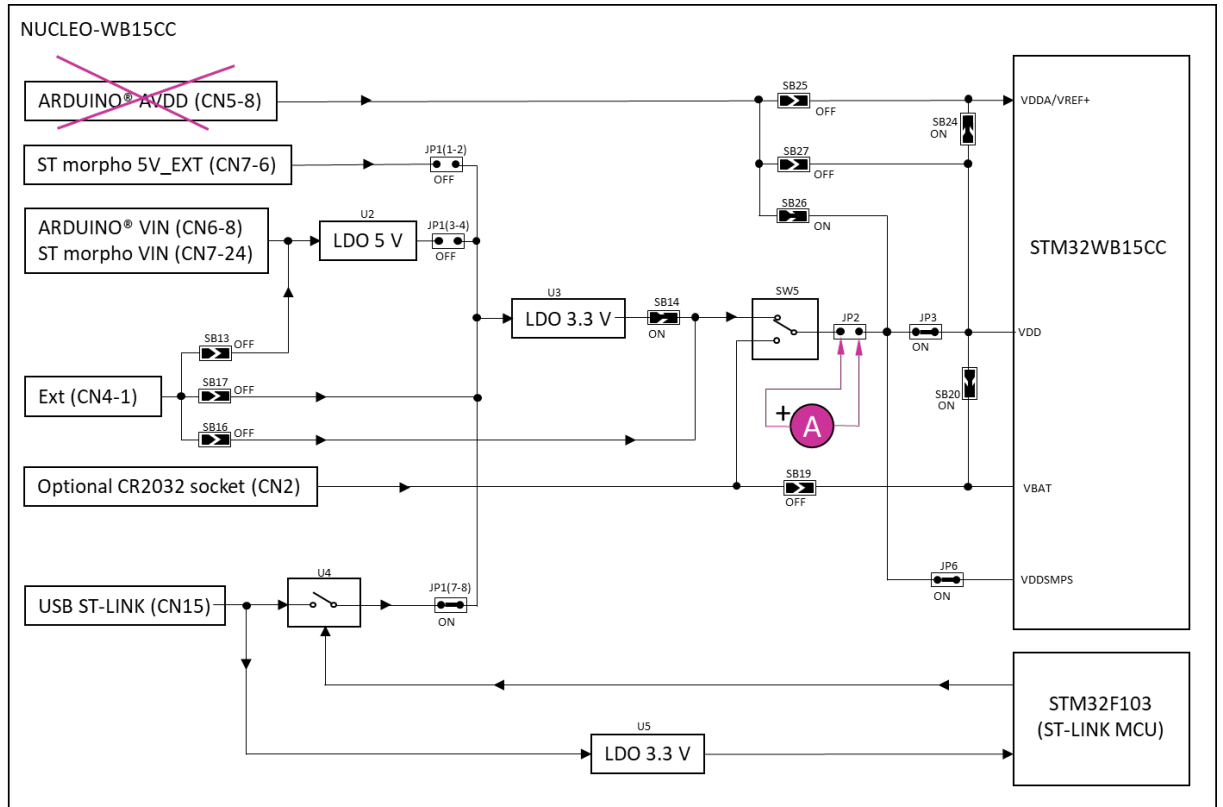 NUCLEO-WB15CC
ARDUINO® AVDD (CN5-8)
SB25
OFF
VDDA/VREF+
SB24
ON
ST morpho 5V_EXT (CN7-6)
JP1(1-2)
OFF
SB27
OFF
SB26
ON
ARDUINO® VIN (CN6-8)
ST morpho VIN (CN7-24)
U2
LDO 5 V
JP1(3-4)
OFF
STM32WB15CC
U3
LDO 3.3 V
SB14
ON
SW5
JP2
JP3
ON
VDD
SB13
OFF
Ext (CN4-1)
SB17
OFF
SB16
OFF
+
A
SB20
ON
Optional CR2032 socket (CN2)
SB19
OFF
VBAT
USB ST-LINK (CN15)
U4
JP1(7-8)
ON
JP6
ON
VDDSMPS
STM32F103
(ST-LINK MCU)
U5
LDO 3.3 V